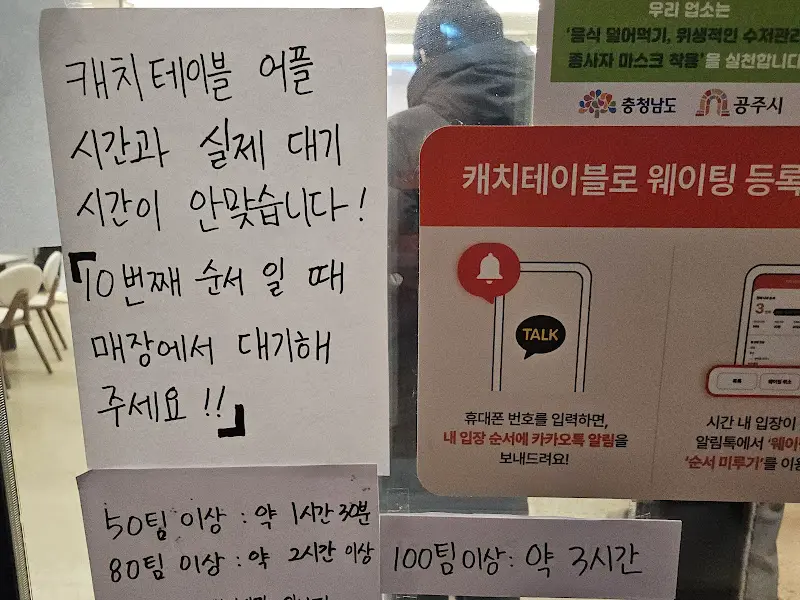 캐치테이블 어플
시간과 실제 대기
시간이 안맞습니다!
「10번째 순서 일 때
매장에서 대기해
주세요!!」
50팀 이상 : 약 1시간 30분
80팀 이상 : 약 2시간 이상
100팀 이상 : 약 3시간
우리 업소는
'음식 덜어먹기, 위생적인 수저관리
종사자 마스크 착용'을 실천합니다
충청남도 공주시
캐치테이블로 웨이팅 등록
TALK
휴대폰 번호를 입력하면,
내 입장 순서에 카카오톡 알림을
보내드려요!
3
시간 내 입장이
알림톡에서 '웨이
'순서 미루기'를 이용